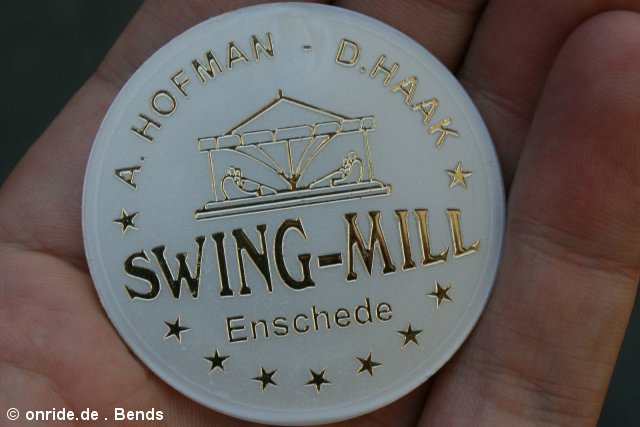 A. HOFMAN - D.HAAK
SWING-MILL
Enschede
© onride.de . Bends